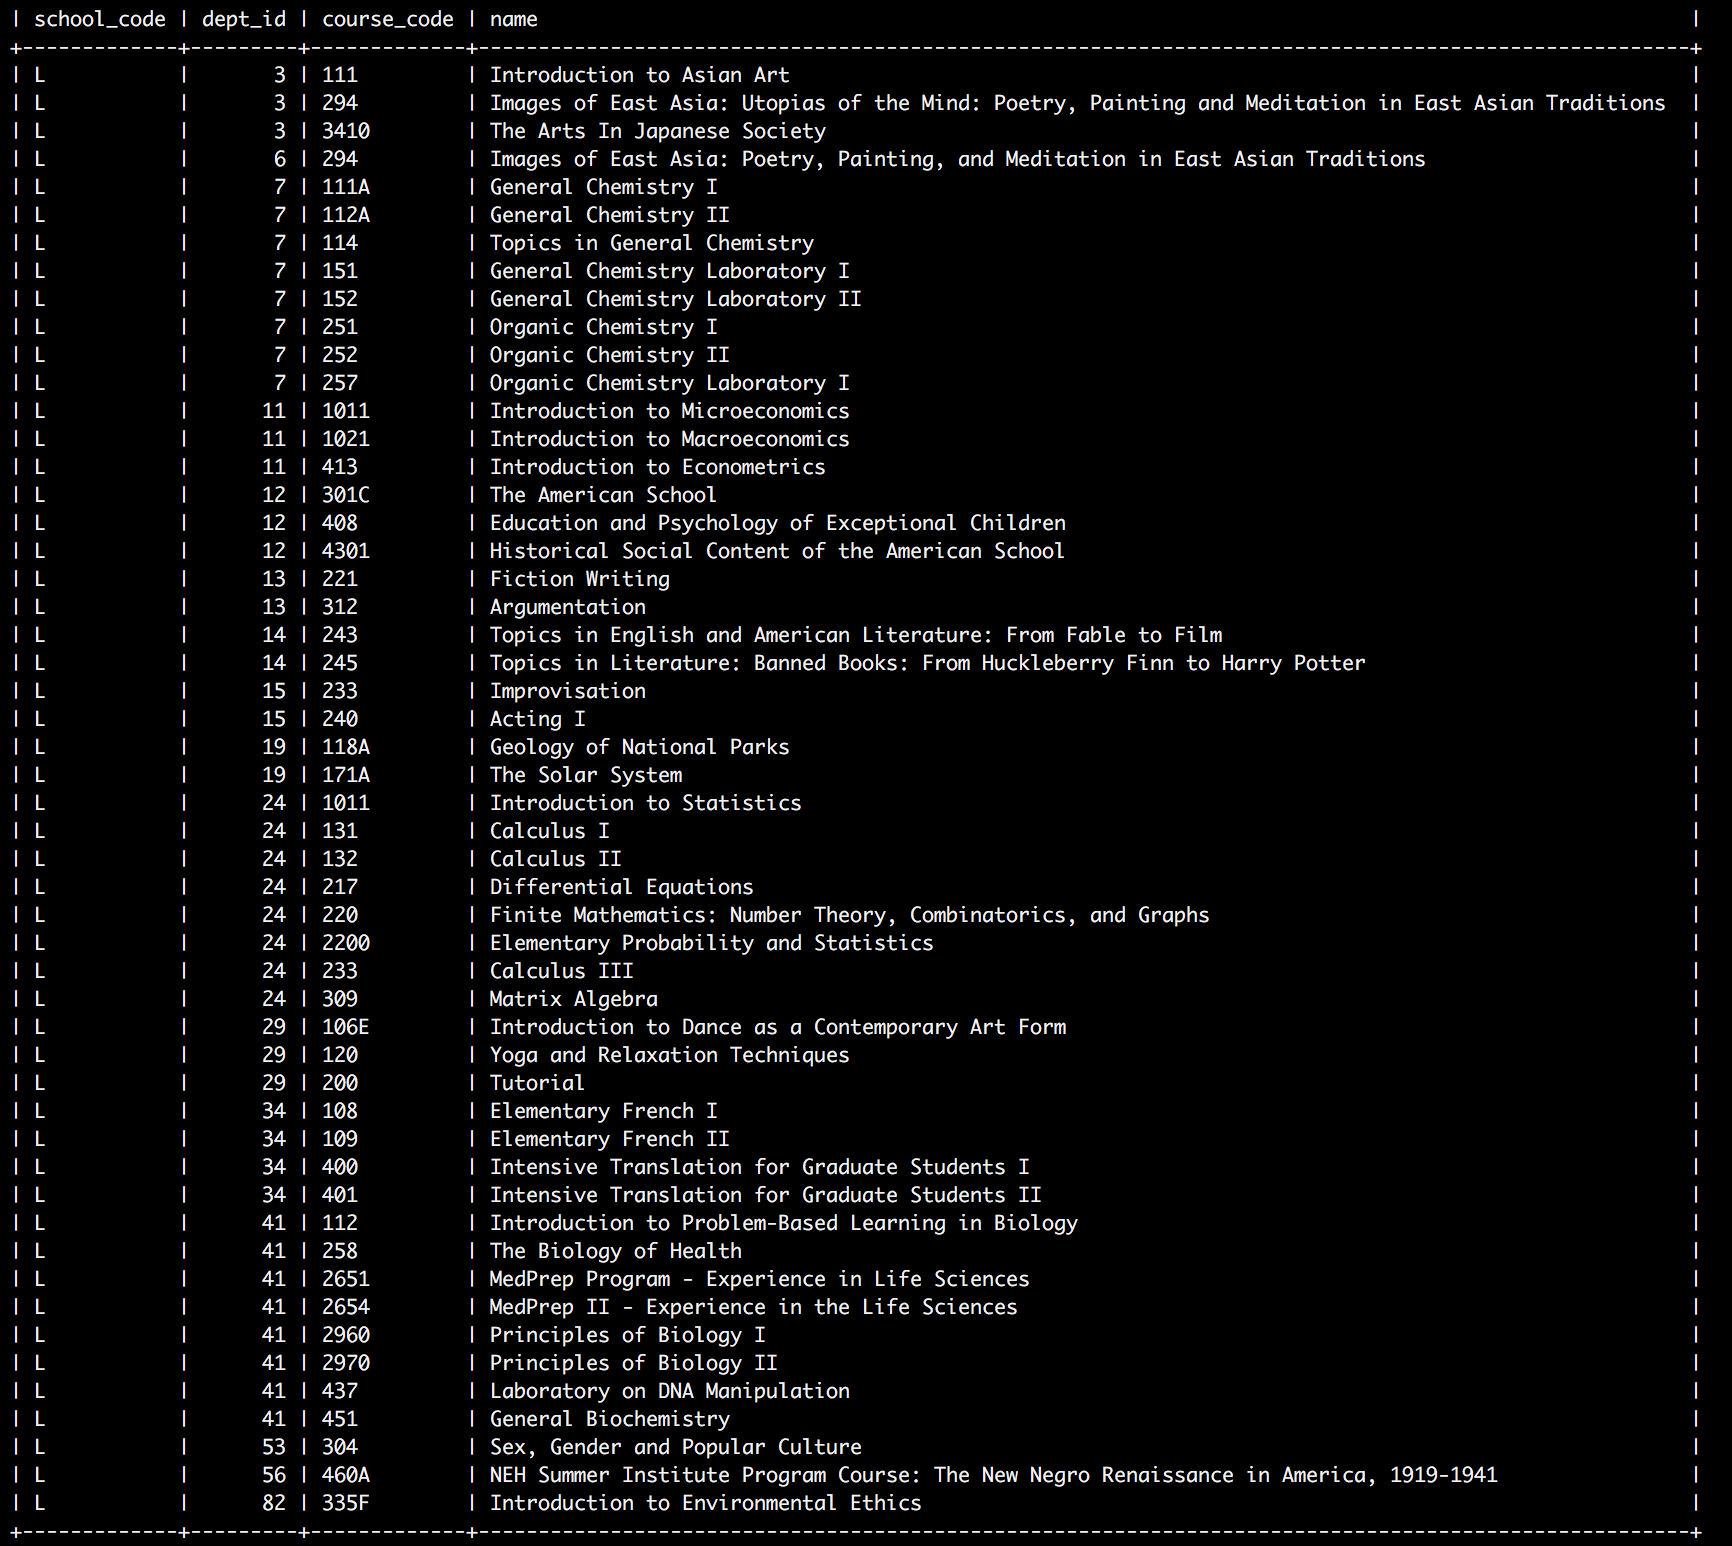 | school_code | dept_id | course_code | name |
+-------------+---------+-------------+-----------------------------------------------------------------------------------------------------+
| L | 3 | 111 | Introduction to Asian Art |
| L | 3 | 294 | Images of East Asia: Utopias of the Mind: Poetry, Painting and Meditation in East Asian Traditions |
| L | 3 | 3410 | The Arts In Japanese Society |
| L | 6 | 294 | Images of East Asia: Poetry, Painting, and Meditation in East Asian Traditions |
| L | 7 | 111A | General Chemistry I |
| L | 7 | 112A | General Chemistry II |
| L | 7 | 114 | Topics in General Chemistry |
| L | 7 | 151 | General Chemistry Laboratory I |
| L | 7 | 152 | General Chemistry Laboratory II |
| L | 7 | 251 | Organic Chemistry I |
| L | 7 | 252 | Organic Chemistry II |
| L | 7 | 257 | Organic Chemistry Laboratory I |
| L | 11 | 1011 | Introduction to Microeconomics |
| L | 11 | 1021 | Introduction to Macroeconomics |
| L | 11 | 413 | Introduction to Econometrics |
| L | 12 | 301C | The American School |
| L | 12 | 408 | Education and Psychology of Exceptional Children |
| L | 12 | 4301 | Historical Social Content of the American School |
| L | 13 | 221 | Fiction Writing |
| L | 13 | 312 | Argumentation |
| L | 14 | 243 | Topics in English and American Literature: From Fable to Film |
| L | 14 | 245 | Topics in Literature: Banned Books: From Huckleberry Finn to Harry Potter |
| L | 15 | 233 | Improvisation |
| L | 15 | 240 | Acting I |
| L | 19 | 118A | Geology of National Parks |
| L | 19 | 171A | The Solar System |
| L | 24 | 1011 | Introduction to Statistics |
| L | 24 | 131 | Calculus I |
| L | 24 | 132 | Calculus II |
| L | 24 | 217 | Differential Equations |
| L | 24 | 220 | Finite Mathematics: Number Theory, Combinatorics, and Graphs |
| L | 24 | 2200 | Elementary Probability and Statistics |
| L | 24 | 233 | Calculus III |
| L | 24 | 309 | Matrix Algebra |
| L | 29 | 106E | Introduction to Dance as a Contemporary Art Form |
| L | 29 | 120 | Yoga and Relaxation Techniques |
| L | 29 | 200 | Tutorial |
| L | 34 | 108 | Elementary French I |
| L | 34 | 109 | Elementary French II |
| L | 34 | 400 | Intensive Translation for Graduate Students I |
| L | 34 | 401 | Intensive Translation for Graduate Students II |
| L | 41 | 112 | Introduction to Problem-Based Learning in Biology |
| L | 41 | 258 | The Biology of Health |
| L | 41 | 2651 | MedPrep Program - Experience in Life Sciences |
| L | 41 | 2654 | MedPrep II - Experience in the Life Sciences |
| L | 41 | 2960 | Principles of Biology I |
| L | 41 | 2970 | Principles of Biology II |
| L | 41 | 437 | Laboratory on DNA Manipulation |
| L | 41 | 451 | General Biochemistry |
| L | 53 | 304 | Sex, Gender and Popular Culture |
| L | 56 | 460A | NEH Summer Institute Program Course: The New Negro Renaissance in America, 1919-1941 |
| L | 82 | 335F | Introduction to Environmental Ethics |
+-------------+---------+-------------+-----------------------------------------------------------------------------------------------------+